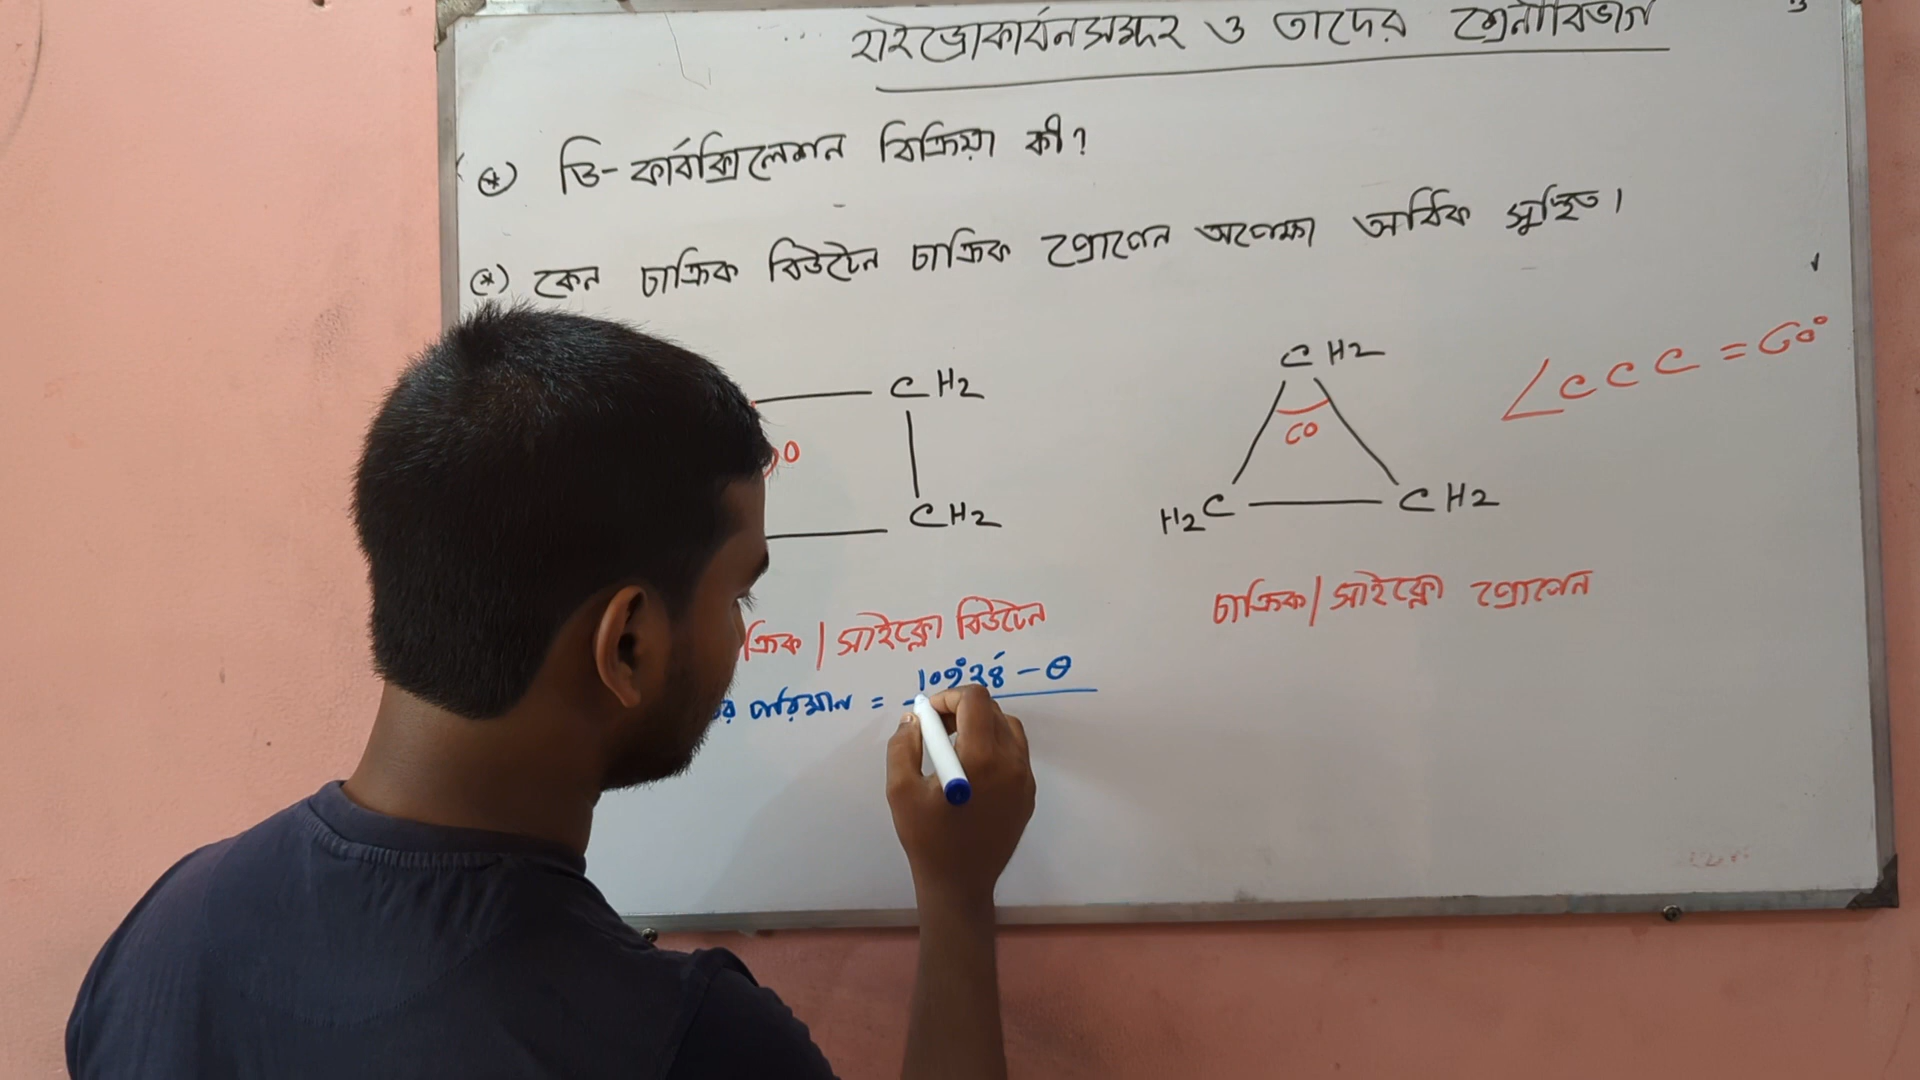 হাইড্রোকার্বনসমূহ ও তাদের শ্রেনীবিভাগ
(*) ডি-কার্বক্সিলেশন বিক্রিয়া কী?
(*) কেন চাক্রিক বিউটেন চাক্রিক প্রোপেন অপেক্ষা অধিক সুস্থিত।
CH2
CH2
CH2
60
H2C CH2
∠CCC = 60°
ক্রিক / সাইক্লো বিউটেন
চাক্রিক / সাইক্লো প্রোপেন
র পরিমান = 109°28' - θ